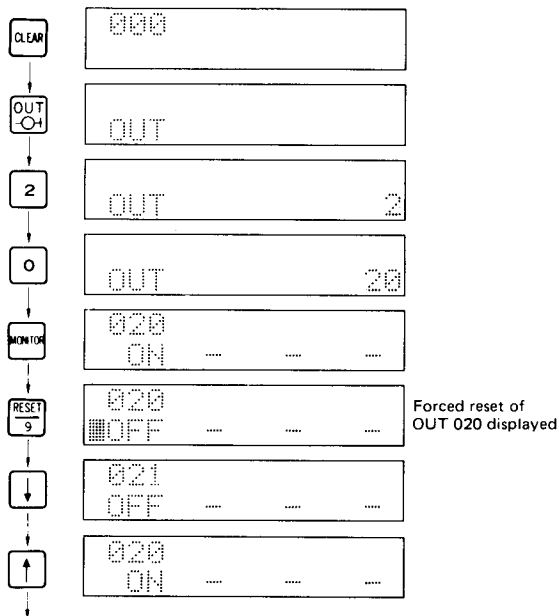 CLEAR
000
OUT
OUT
2
OUT 2
0
OUT 20
MONITOR
020
ON ---- ---- ----
RESET
9
020
OFF ---- ---- ----
Forced reset of
OUT 020 displayed
↓
021
OFF ---- ---- ----
↑
020
ON ---- ---- ----